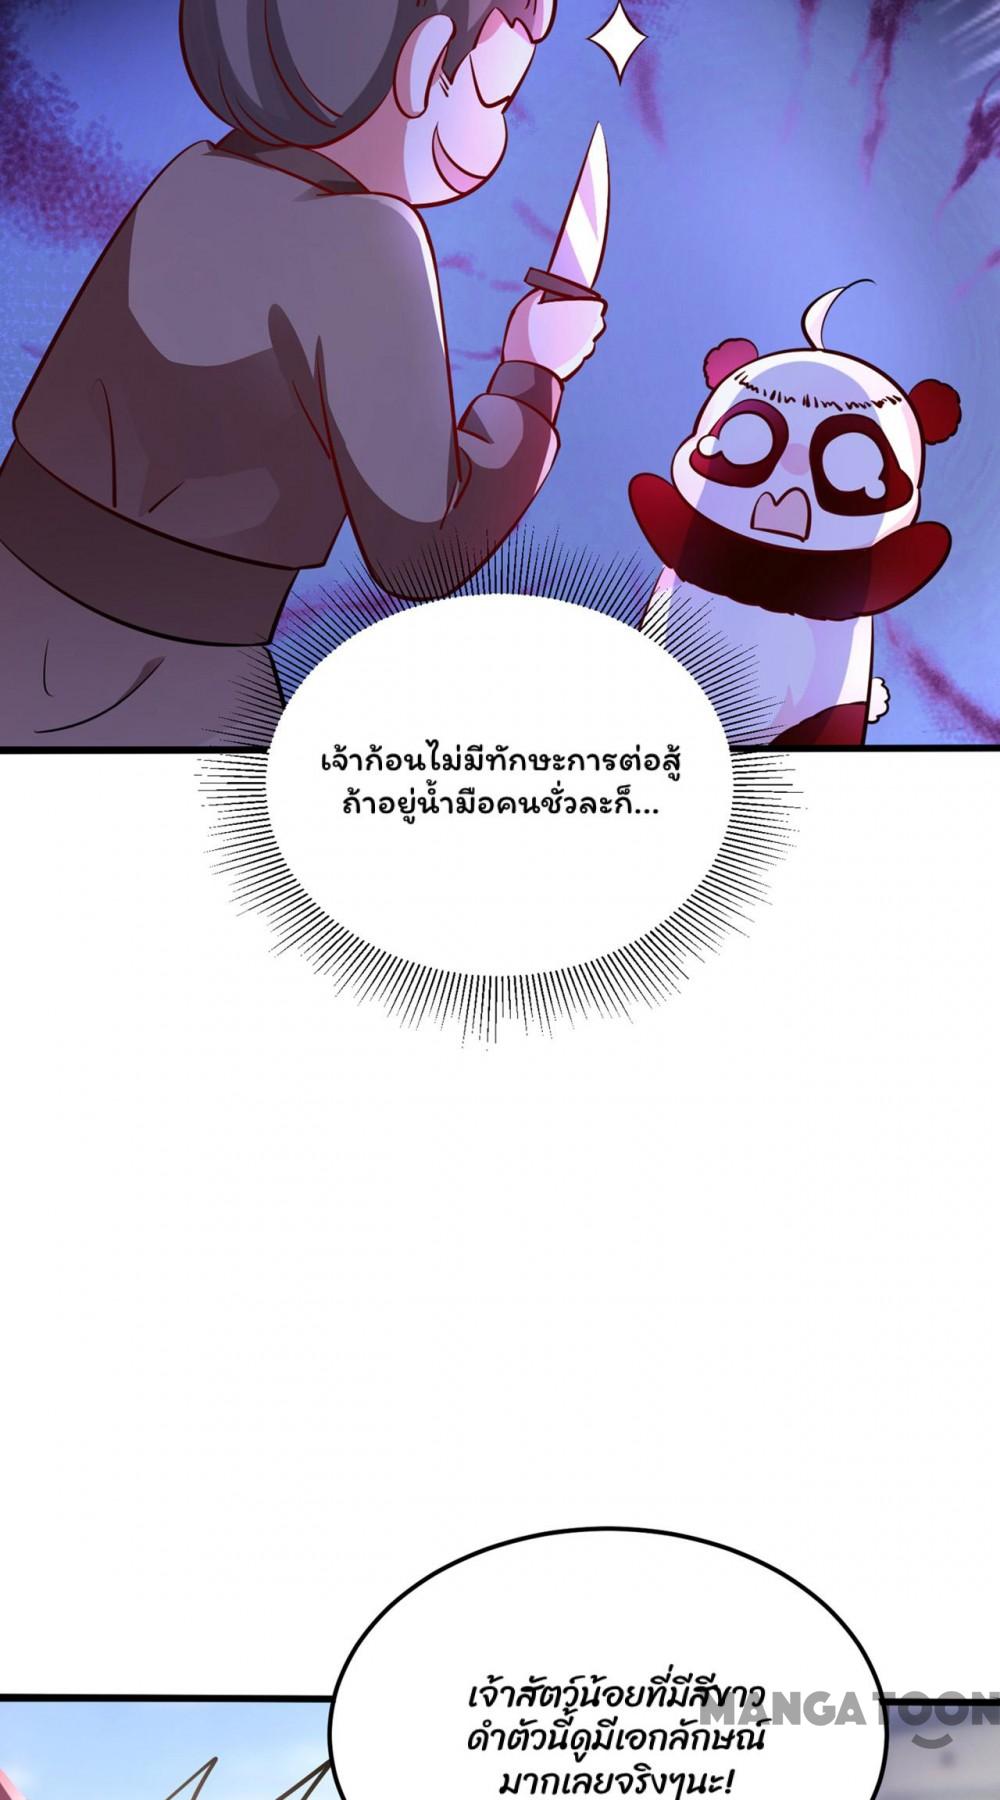 เจ้าก้อนไม่มีทักษะการต่อสู้
ถ้าอยู่น้ำมือคนชั่วละก็...
เจ้าสัตว์น้อยที่มีสีขาว
ดำตัวนี้ดูมีเอกลักษณ์
มากเลยจริงๆนะ!
MANGATOON